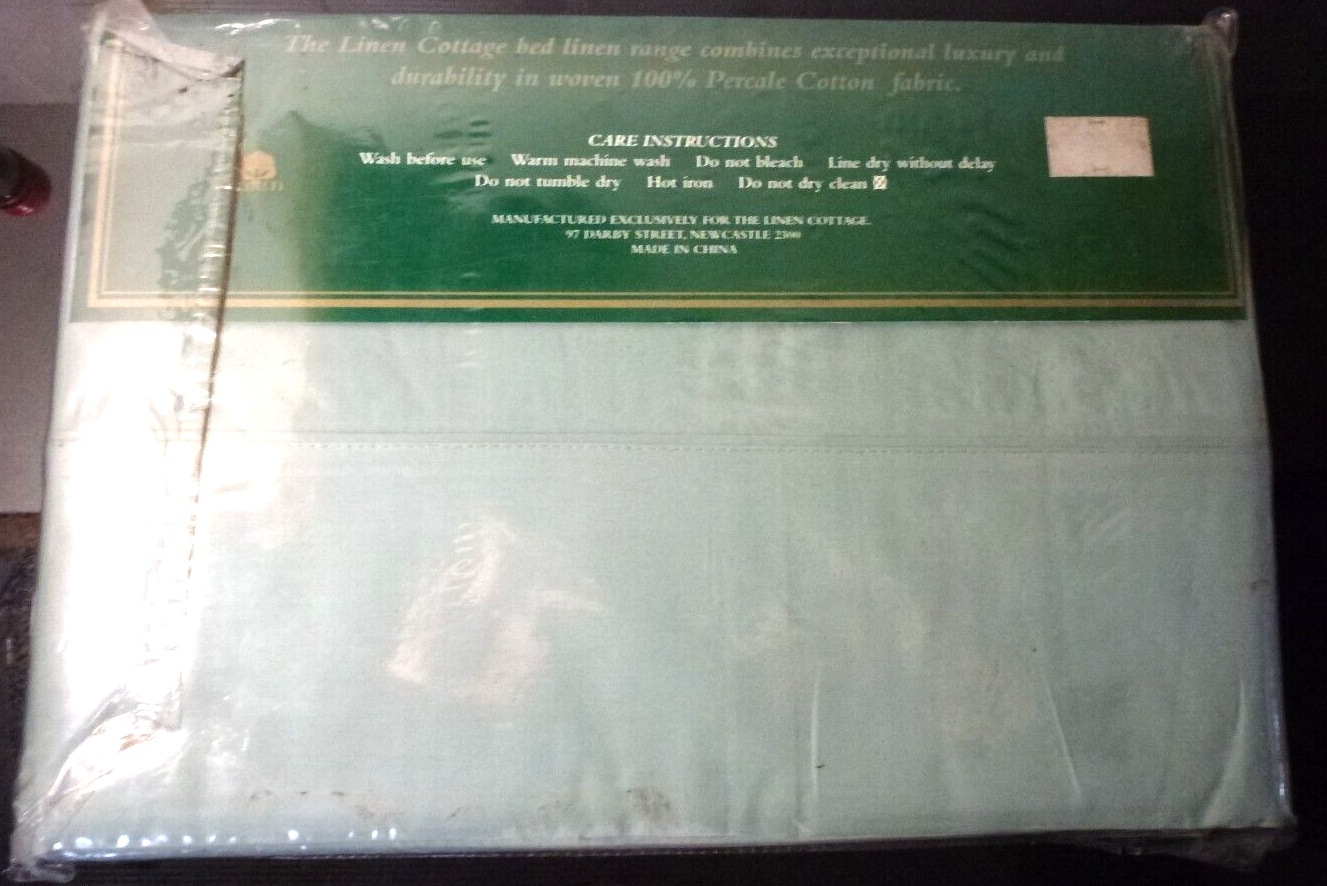 The Linen Cottage bed linen range combines exceptional luxury and
durability in woven 100% Percale Cotton fabric.
CARE INSTRUCTIONS
Wash before use Warm machine wash Do not bleach Line dry without delay
Do not tumble dry Hot iron Do not dry clean
MANUFACTURED EXCLUSIVELY FOR THE LINEN COTTAGE.
97 DARBY STREET, NEWCASTLE 2300
MADE IN CHINA